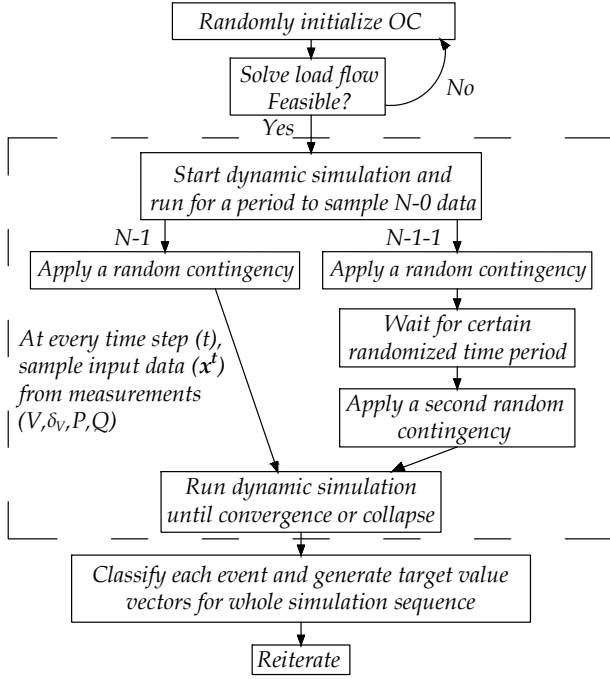 Randomly initialize OC
Solve load flow
Feasible?
No
Yes
Start dynamic simulation and
run for a period to sample N-0 data
N-1
N-1-1
Apply a random contingency
Apply a random contingency
At every time step (t),
sample input data (x^t)
from measurements
(V,δ_V,P,Q)
Wait for certain
randomized time period
Apply a second random
contingency
Run dynamic simulation
until convergence or collapse
Classify each event and generate target value
vectors for whole simulation sequence
Reiterate